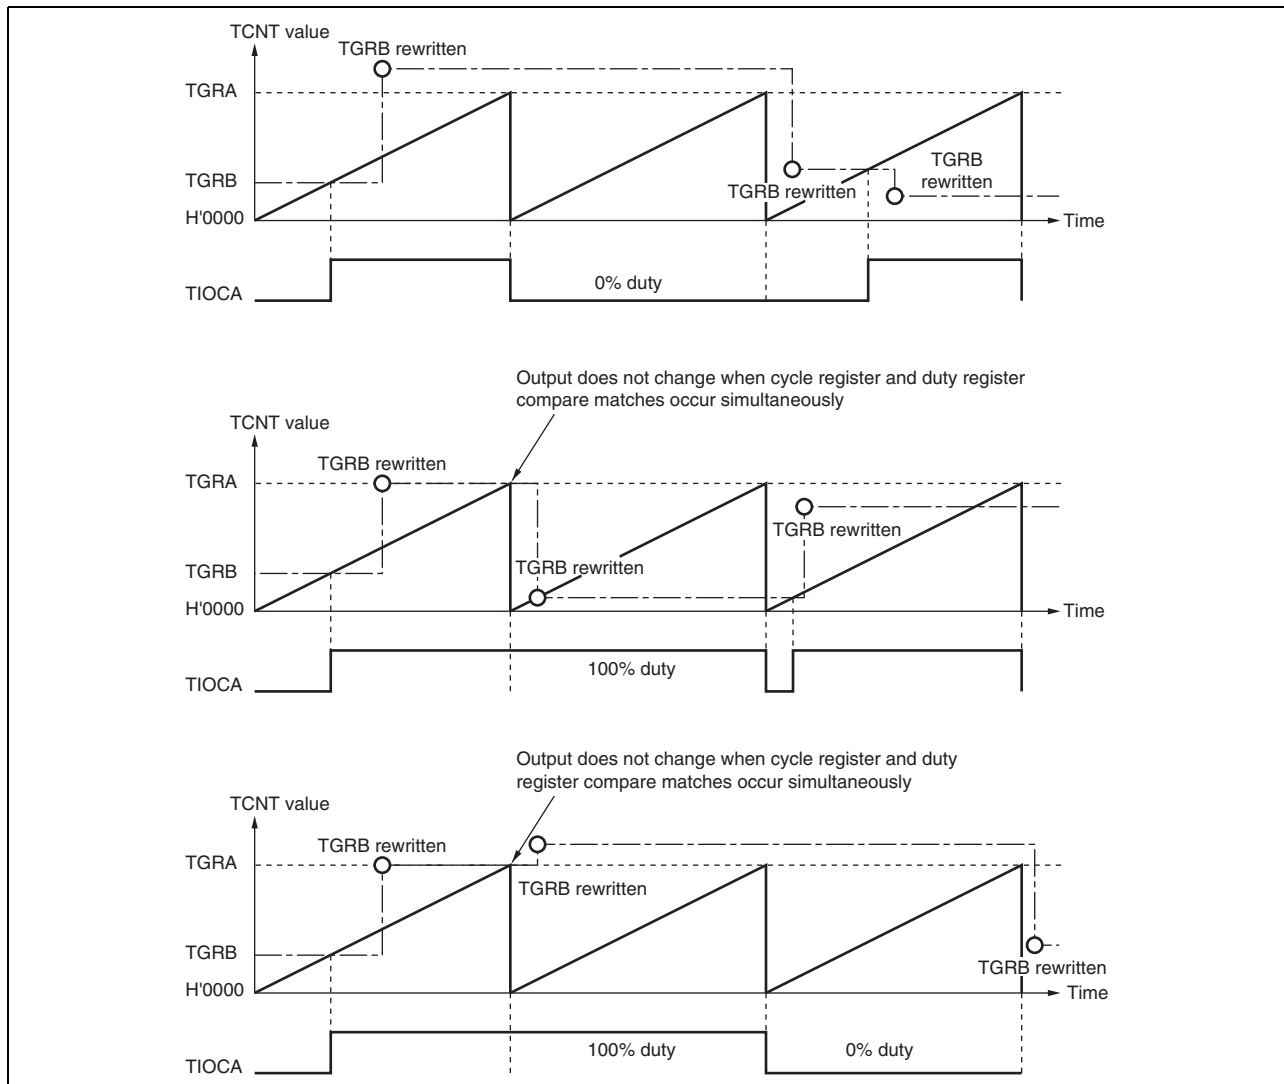 TCNT value
TGRB rewritten
TGRA
TGRB
rewritten
TGRB
TGRB rewritten
H'0000
Time
0% duty
TIOCA
Output does not change when cycle register and duty register
compare matches occur simultaneously
TCNT value
TGRB rewritten
TGRA
TGRB rewritten
TGRB rewritten
TGRB
H'0000
Time
100% duty
TIOCA
Output does not change when cycle register and duty
register compare matches occur simultaneously
TCNT value
TGRB rewritten
TGRA
TGRB rewritten
TGRB
TGRB rewritten
H'0000
Time
100% duty
0% duty
TIOCA